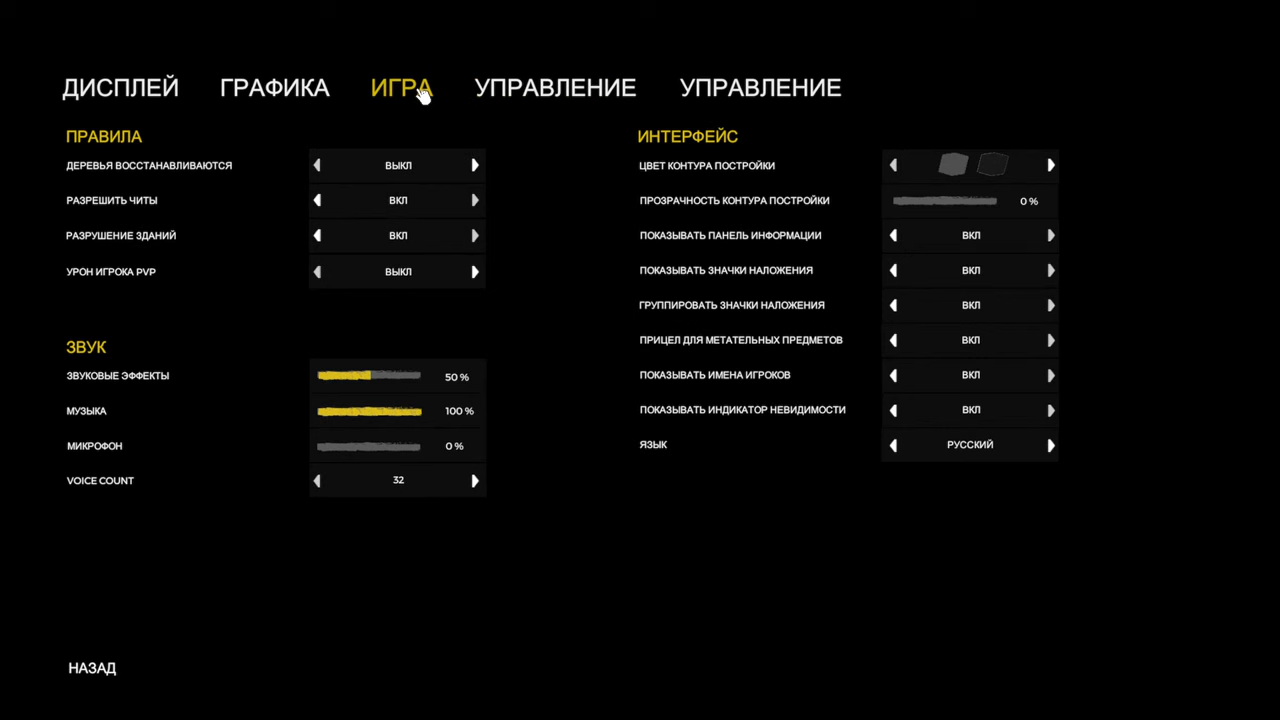 ДИСПЛЕЙ ГРАФИКА ИГРА УПРАВЛЕНИЕ УПРАВЛЕНИЕ
ПРАВИЛА
ДЕРЕВЬЯ ВОССТАНАВЛИВАЮТСЯ ВЫКЛ
РАЗРЕШИТЬ ЧИТЫ ВКЛ
РАЗРУШЕНИЕ ЗДАНИЙ ВКЛ
УРОН ИГРОКА PVP ВЫКЛ
ЗВУК
ЗВУКОВЫЕ ЭФФЕКТЫ 50 %
МУЗЫКА 100 %
МИКРОФОН 0 %
VOICE COUNT 32
ИНТЕРФЕЙС
ЦВЕТ КОНТУРА ПОСТРОЙКИ
ПРОЗРАЧНОСТЬ КОНТУРА ПОСТРОЙКИ 0 %
ПОКАЗЫВАТЬ ПАНЕЛЬ ИНФОРМАЦИИ ВКЛ
ПОКАЗЫВАТЬ ЗНАЧКИ НАЛОЖЕНИЯ ВКЛ
ГРУППИРОВАТЬ ЗНАЧКИ НАЛОЖЕНИЯ ВКЛ
ПРИЦЕЛ ДЛЯ МЕТАТЕЛЬНЫХ ПРЕДМЕТОВ ВКЛ
ПОКАЗЫВАТЬ ИМЕНА ИГРОКОВ ВКЛ
ПОКАЗЫВАТЬ ИНДИКАТОР НЕВИДИМОСТИ ВКЛ
ЯЗЫК РУССКИЙ
НАЗАД